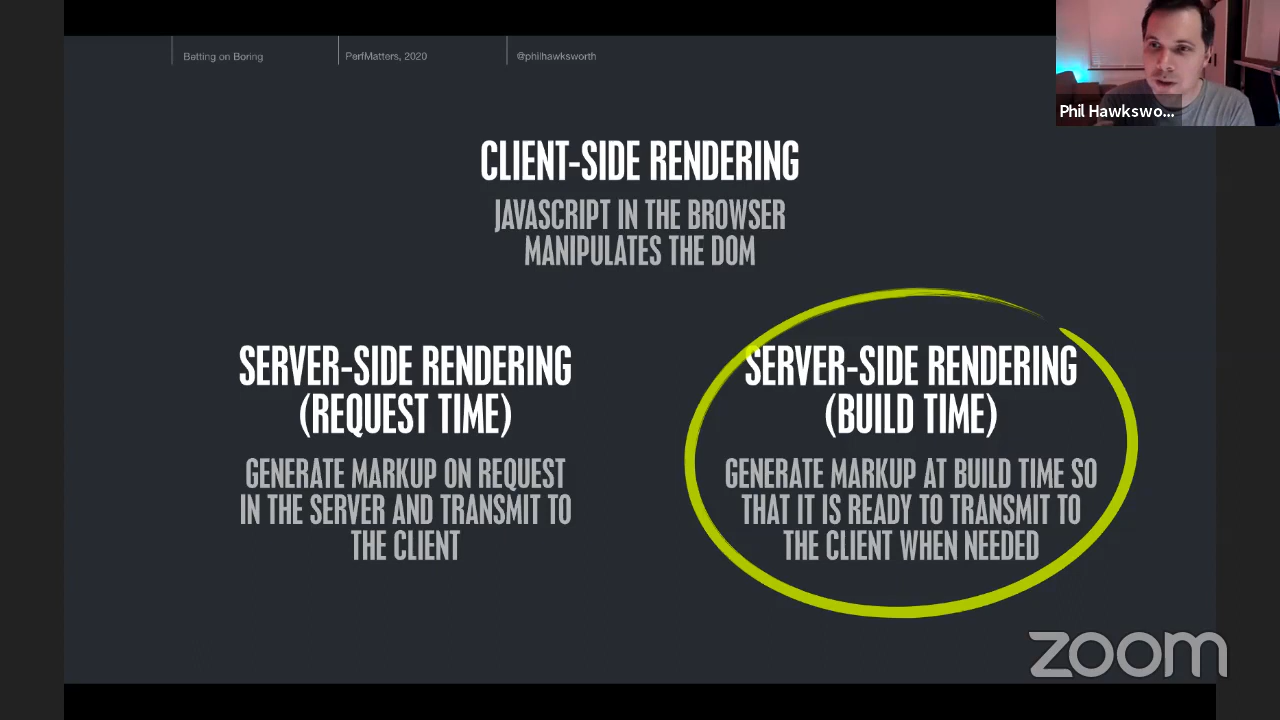 Betting on Boring
PerfMatters, 2020
@philhawksworth
Phil Hawkswo...
CLIENT-SIDE RENDERING
JAVASCRIPT IN THE BROWSER
MANIPULATES THE DOM
SERVER-SIDE RENDERING
(REQUEST TIME)
GENERATE MARKUP ON REQUEST
IN THE SERVER AND TRANSMIT TO
THE CLIENT
SERVER-SIDE RENDERING
(BUILD TIME)
GENERATE MARKUP AT BUILD TIME SO
THAT IT IS READY TO TRANSMIT TO
THE CLIENT WHEN NEEDED
zoom